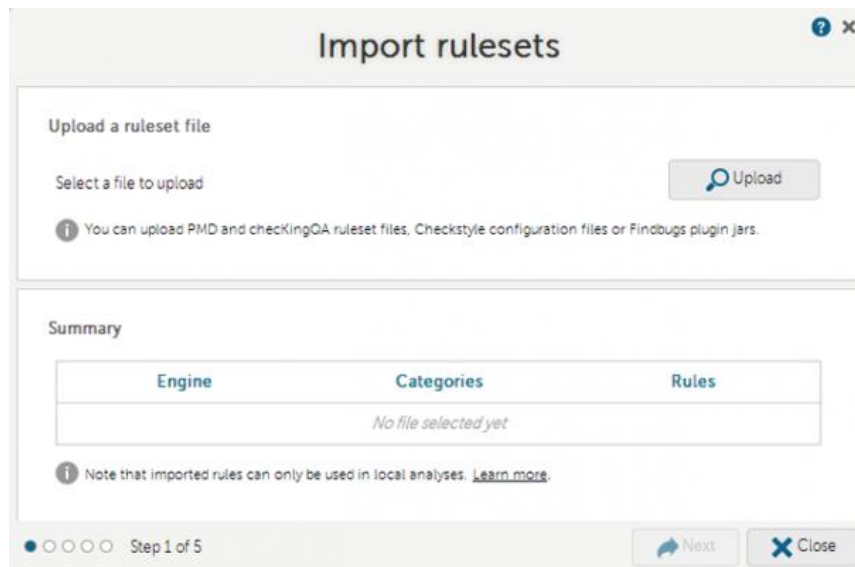 Import rulesets
Upload a ruleset file
Select a file to upload
Upload
You can upload PMD and checKingQA ruleset files, Checkstyle configuration files or Findbugs plugin jars.
Summary
Engine Categories Rules
No file selected yet
Note that imported rules can only be used in local analyses. Learn more.
Step 1 of 5
Next
Close